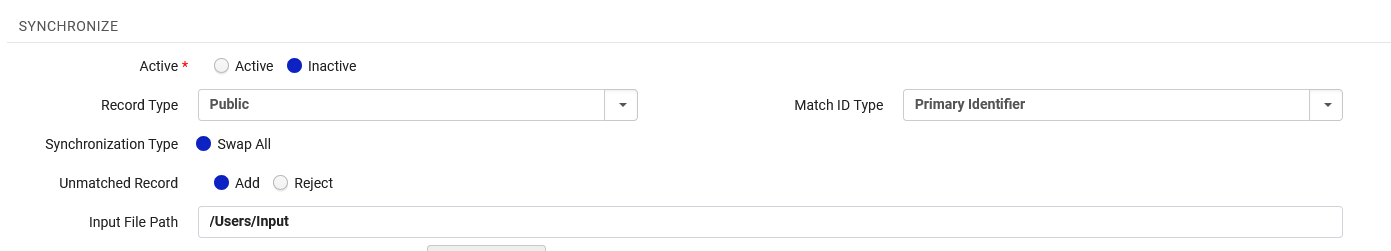 SYNCHRONIZE
Active * Active Inactive
Record Type Public Match ID Type Primary Identifier
Synchronization Type Swap All
Unmatched Record Add Reject
Input File Path /Users/Input